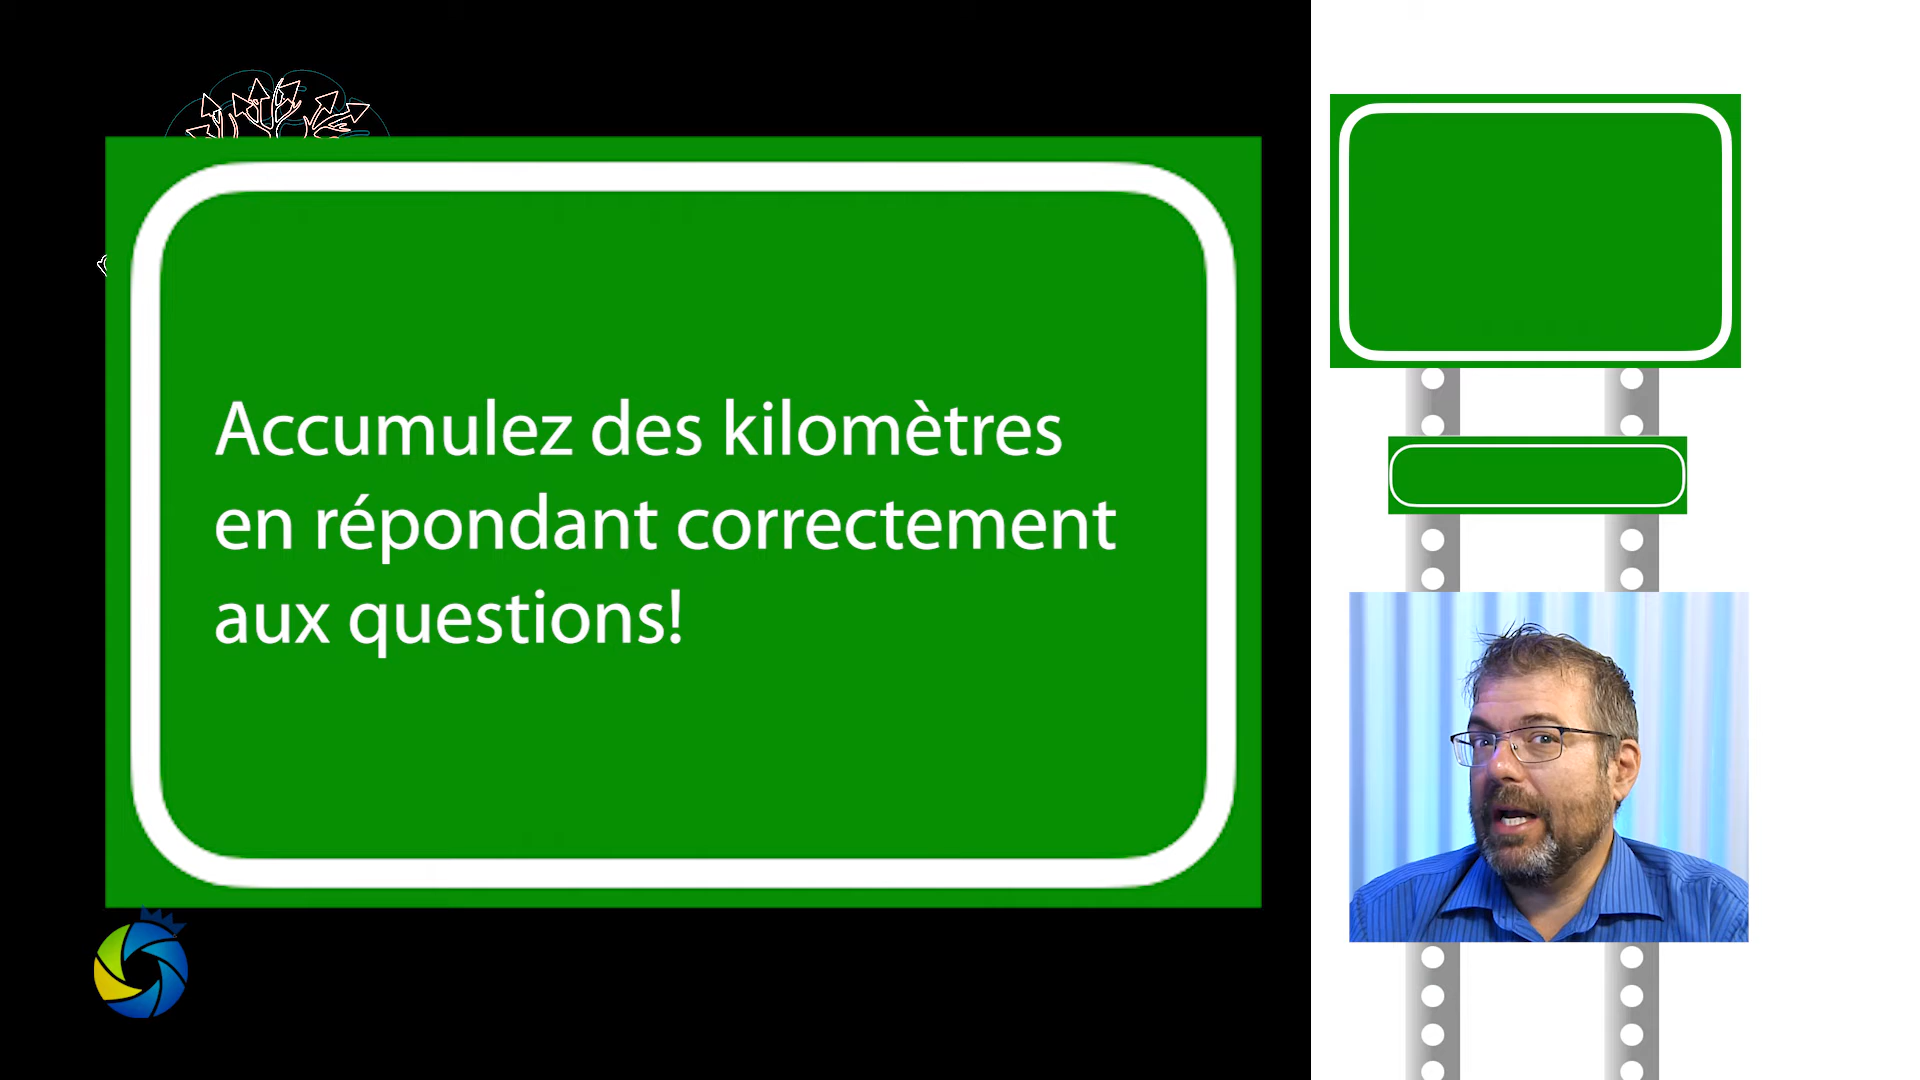 Accumulez des kilomètres
en répondant correctement
aux questions!